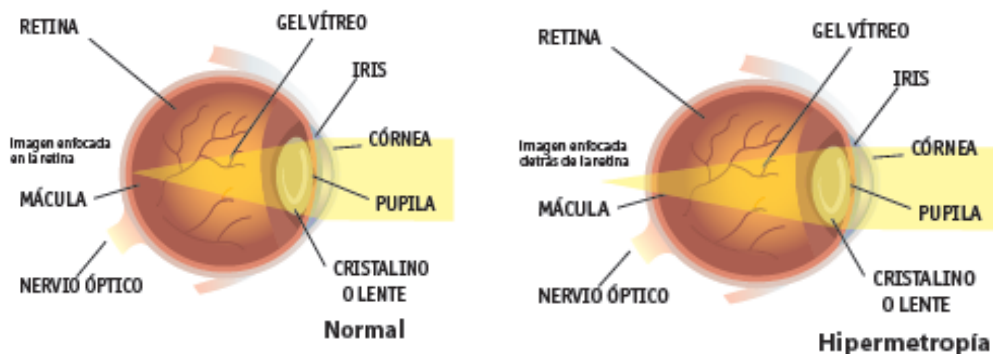 RETINA
GEL VÍTREO
IRIS
Imagen enfocada
en la retina
CÓRNEA
MÁCULA
PUPILA
NERVIO ÓPTICO
CRISTALINO
O LENTE
Normal
RETINA
GEL VÍTREO
IRIS
Imagen enfocada
detrás de la retina
CÓRNEA
MÁCULA
PUPILA
NERVIO ÓPTICO
CRISTALINO
O LENTE
Hipermetropía